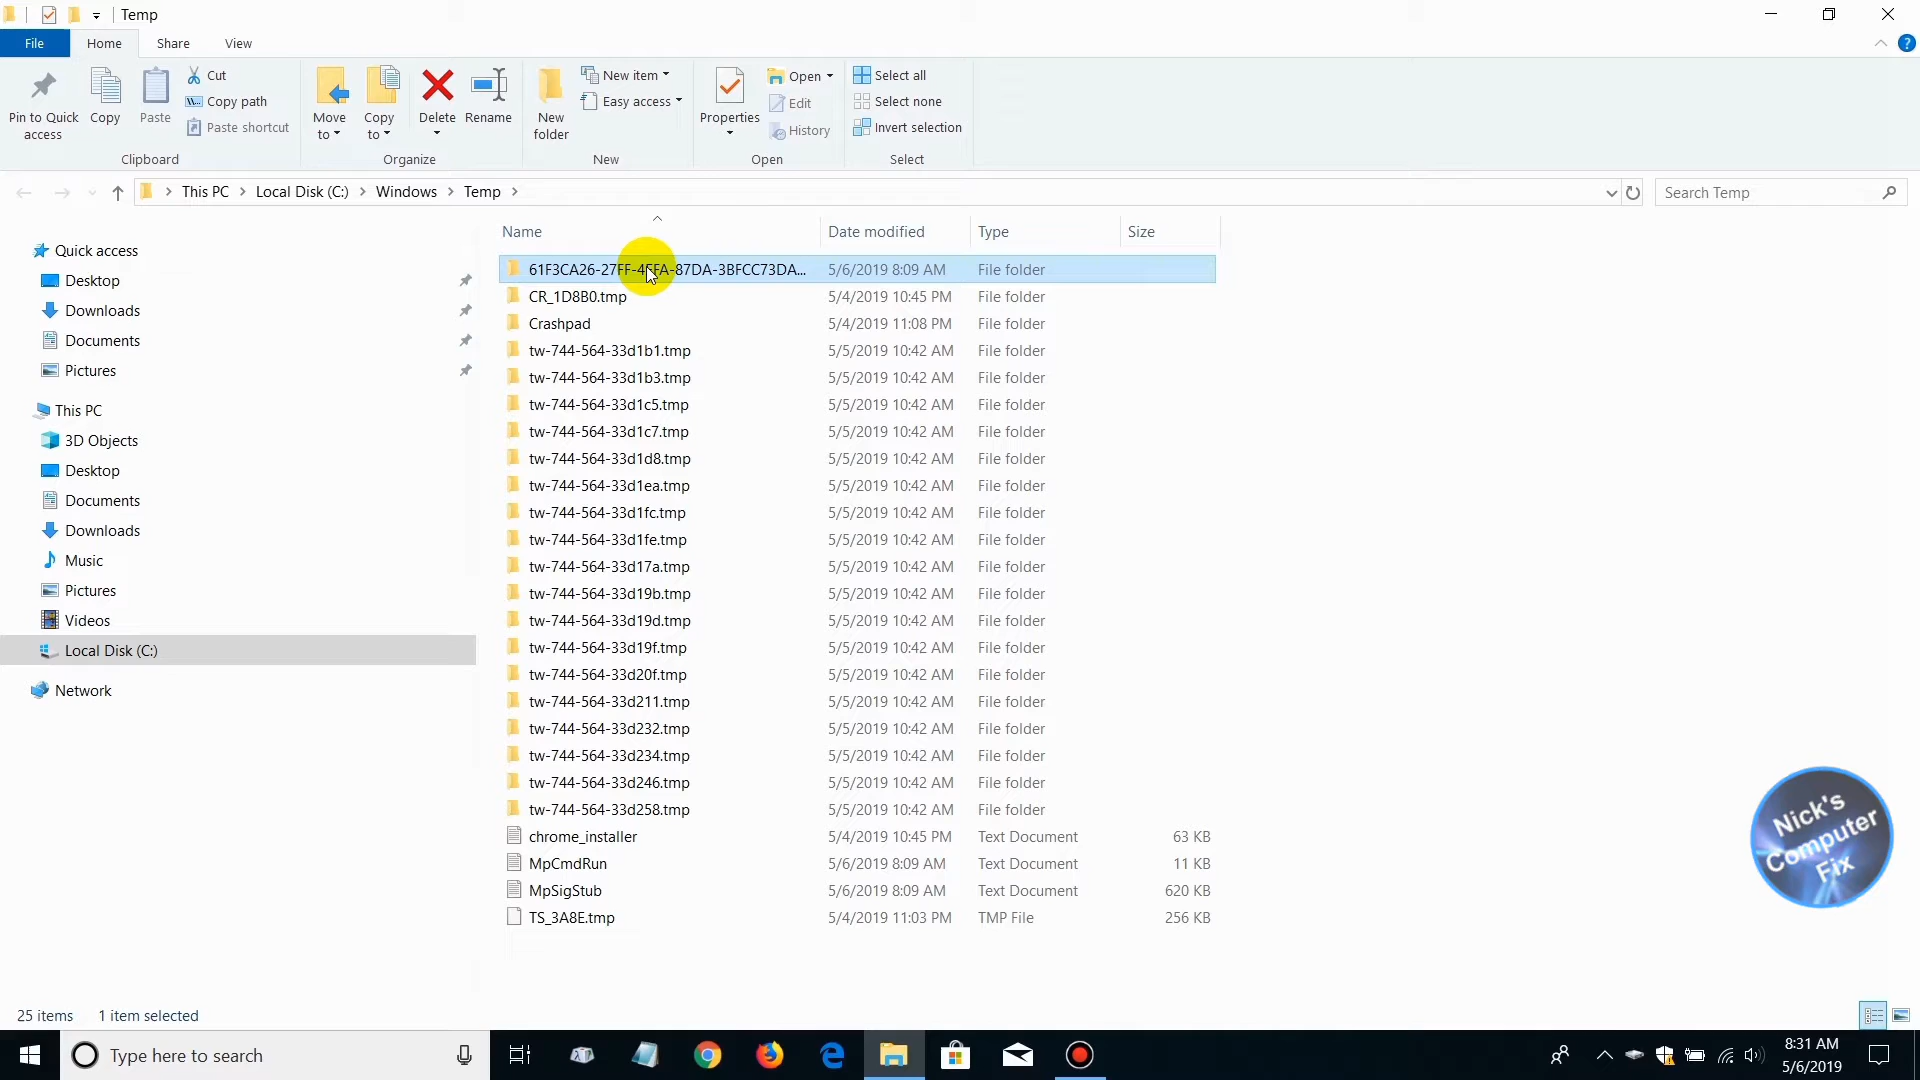 Temp
File Home Share View
Pin to Quick access
Copy
Paste
Cut
Copy path
Paste shortcut
Clipboard
Move to
Copy to
Delete
Rename
Organize
New folder
New item
Easy access
New
Properties
Open
Edit
History
Open
Select all
Select none
Invert selection
Select
This PC Local Disk (C:) Windows Temp
Search Temp
Quick access
Desktop
Downloads
Documents
Pictures
This PC
3D Objects
Desktop
Documents
Downloads
Music
Pictures
Videos
Local Disk (C:)
Network
Name Date modified Type Size
61F3CA26-27FF-4FFA-87DA-3BFCC73DA... 5/6/2019 8:09 AM File folder
CR_1D8B0.tmp 5/4/2019 10:45 PM File folder
Crashpad 5/4/2019 11:08 PM File folder
tw-744-564-33d1b1.tmp 5/5/2019 10:42 AM File folder
tw-744-564-33d1b3.tmp 5/5/2019 10:42 AM File folder
tw-744-564-33d1c5.tmp 5/5/2019 10:42 AM File folder
tw-744-564-33d1c7.tmp 5/5/2019 10:42 AM File folder
tw-744-564-33d1d8.tmp 5/5/2019 10:42 AM File folder
tw-744-564-33d1ea.tmp 5/5/2019 10:42 AM File folder
tw-744-564-33d1fc.tmp 5/5/2019 10:42 AM File folder
tw-744-564-33d1fe.tmp 5/5/2019 10:42 AM File folder
tw-744-564-33d17a.tmp 5/5/2019 10:42 AM File folder
tw-744-564-33d19b.tmp 5/5/2019 10:42 AM File folder
tw-744-564-33d19d.tmp 5/5/2019 10:42 AM File folder
tw-744-564-33d19f.tmp 5/5/2019 10:42 AM File folder
tw-744-564-33d20f.tmp 5/5/2019 10:42 AM File folder
tw-744-564-33d211.tmp 5/5/2019 10:42 AM File folder
tw-744-564-33d232.tmp 5/5/2019 10:42 AM File folder
tw-744-564-33d234.tmp 5/5/2019 10:42 AM File folder
tw-744-564-33d246.tmp 5/5/2019 10:42 AM File folder
tw-744-564-33d258.tmp 5/5/2019 10:42 AM File folder
chrome_installer 5/4/2019 10:45 PM Text Document 63 KB
MpCmdRun 5/6/2019 8:09 AM Text Document 11 KB
MpSigStub 5/6/2019 8:09 AM Text Document 620 KB
TS_3A8E.tmp 5/4/2019 11:03 PM TMP File 256 KB
Nick's
Computer
Fix
25 items 1 item selected
Type here to search
8:31 AM
5/6/2019